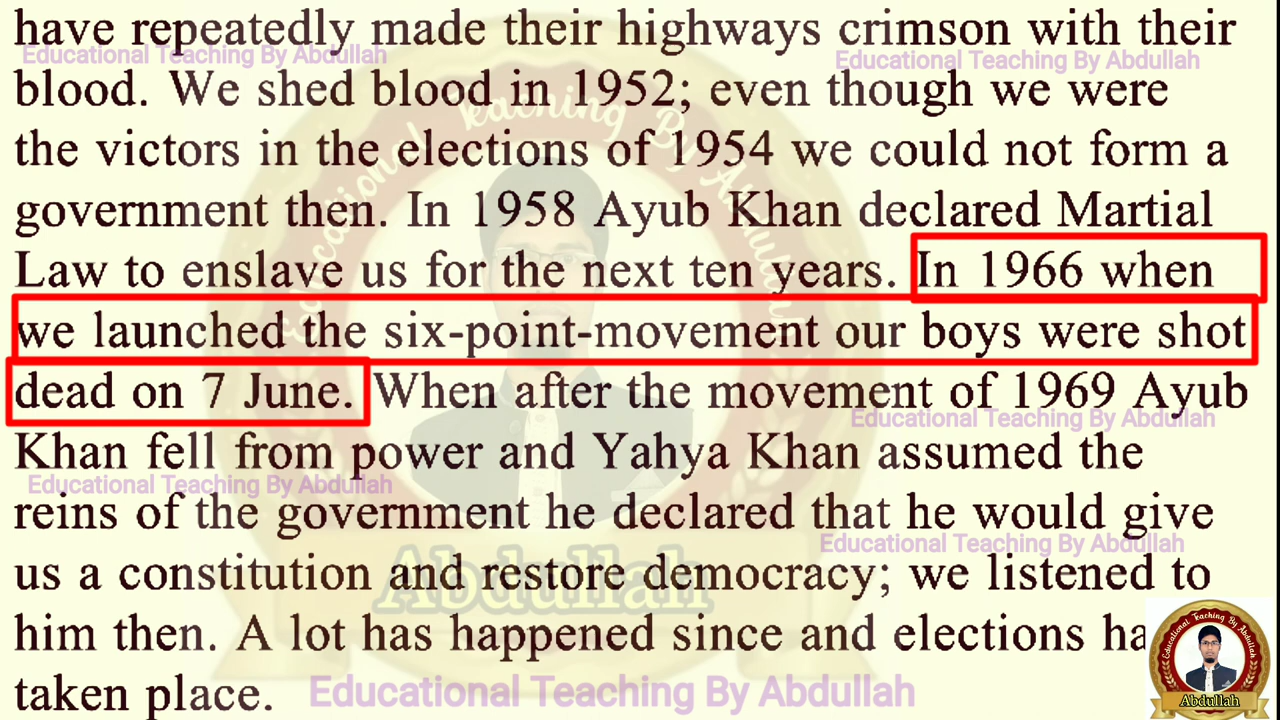 have repeatedly made their highways crimson with their
Educational Teaching By Abdullah
Educational Teaching By Abdullah
blood. We shed blood in 1952; even though we were
the victors in the elections of 1954 we could not form a
government then. In 1958 Ayub Khan declared Martial
Law to enslave us for the next ten years. In 1966 when
we launched the six-point-movement our boys were shot
dead on 7 June. When after the movement of 1969 Ayub
Educational Teaching By Abdullah
Khan fell from power and Yahya Khan assumed the
Educational Teaching By Abdullah
reins of the government he declared that he would give
Educational Teaching By Abdullah
us a constitution and restore democracy; we listened to
Abdullah
him then. A lot has happened since and elections ha
taken place.
Educational Teaching By Abdullah
Educational Teaching By Abdullah
Abdullah